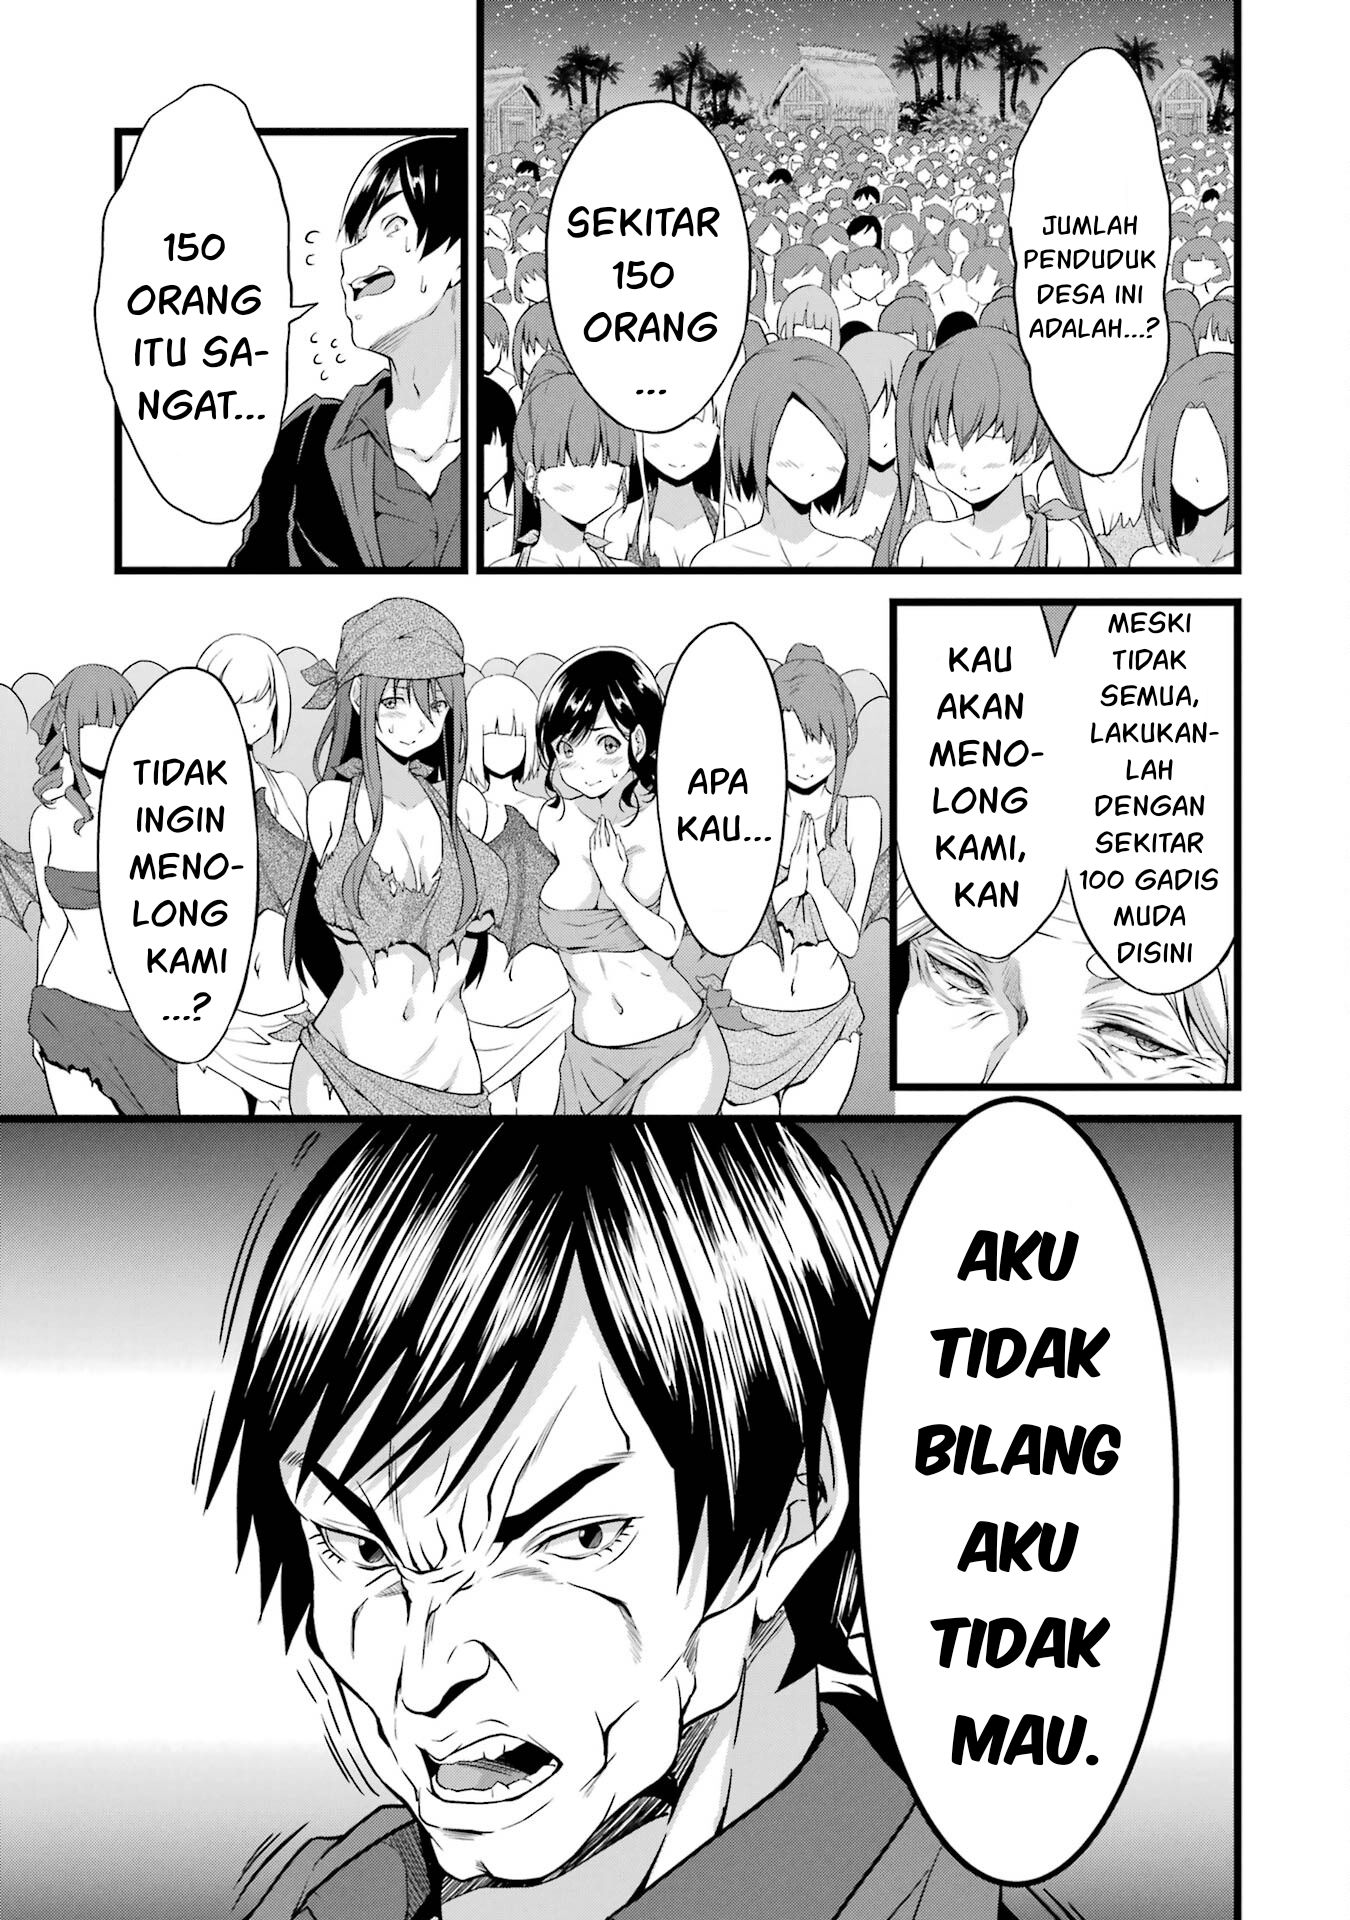 JUMLAH
PENDUDUK
DESA INI
ADALAH...?
SEKITAR
150
ORANG
...
150
ORANG
ITU SA-
NGAT...
MESKI
TIDAK
SEMUA,
LAKUKAN-
LAH
DENGAN
SEKITAR
100 GADIS
MUDA
DISINI
KAU
AKAN
MENO-
LONG
KAMI,
KAN
APA
KAU...
TIDAK
INGIN
MENO-
LONG
KAMI
...?
AKU
TIDAK
BILANG
AKU
TIDAK
MAU.